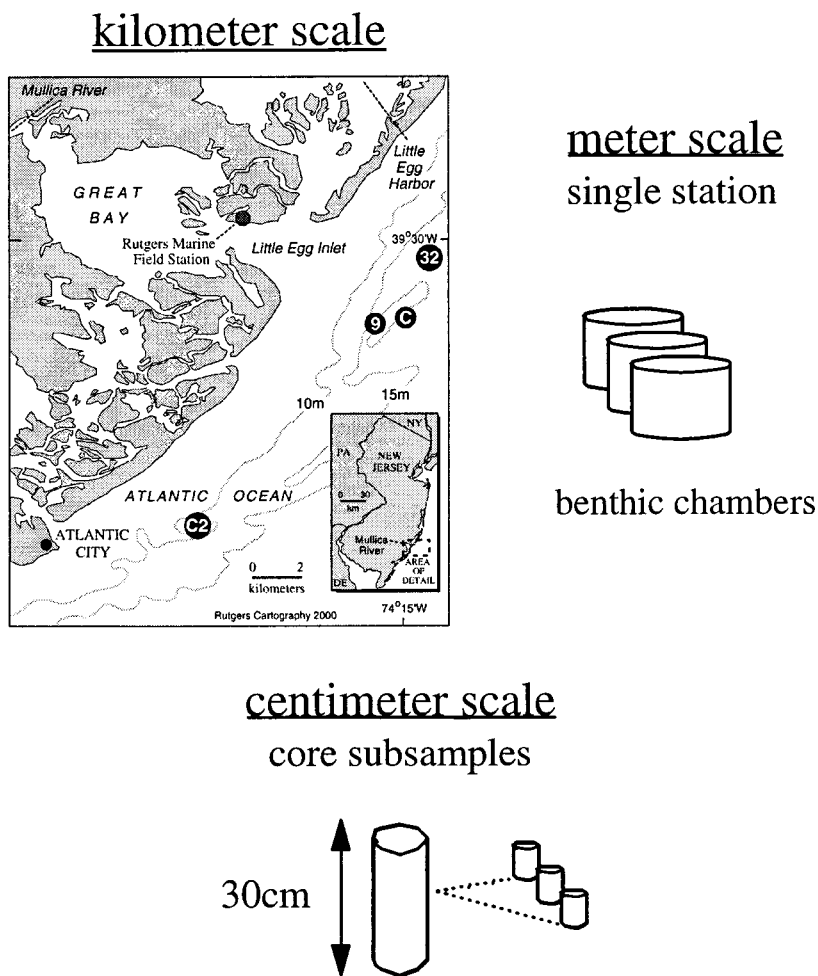 kilometer scale
Mullica River
GREAT
BAY
Little
Egg
Harbor
Rutgers Marine
Field Station
Little Egg Inlet
39°30'W
32
9
C
10m
15m
ATLANTIC OCEAN
C2
ATLANTIC
CITY
0 2
kilometers
Rutgers Cartography 2000
74°15'W
NY
PA
NEW
JERSEY
0 30
km
Mullica
River
AREA
OF
DETAIL
DE
meter scale
single station
benthic chambers
centimeter scale
core subsamples
30cm